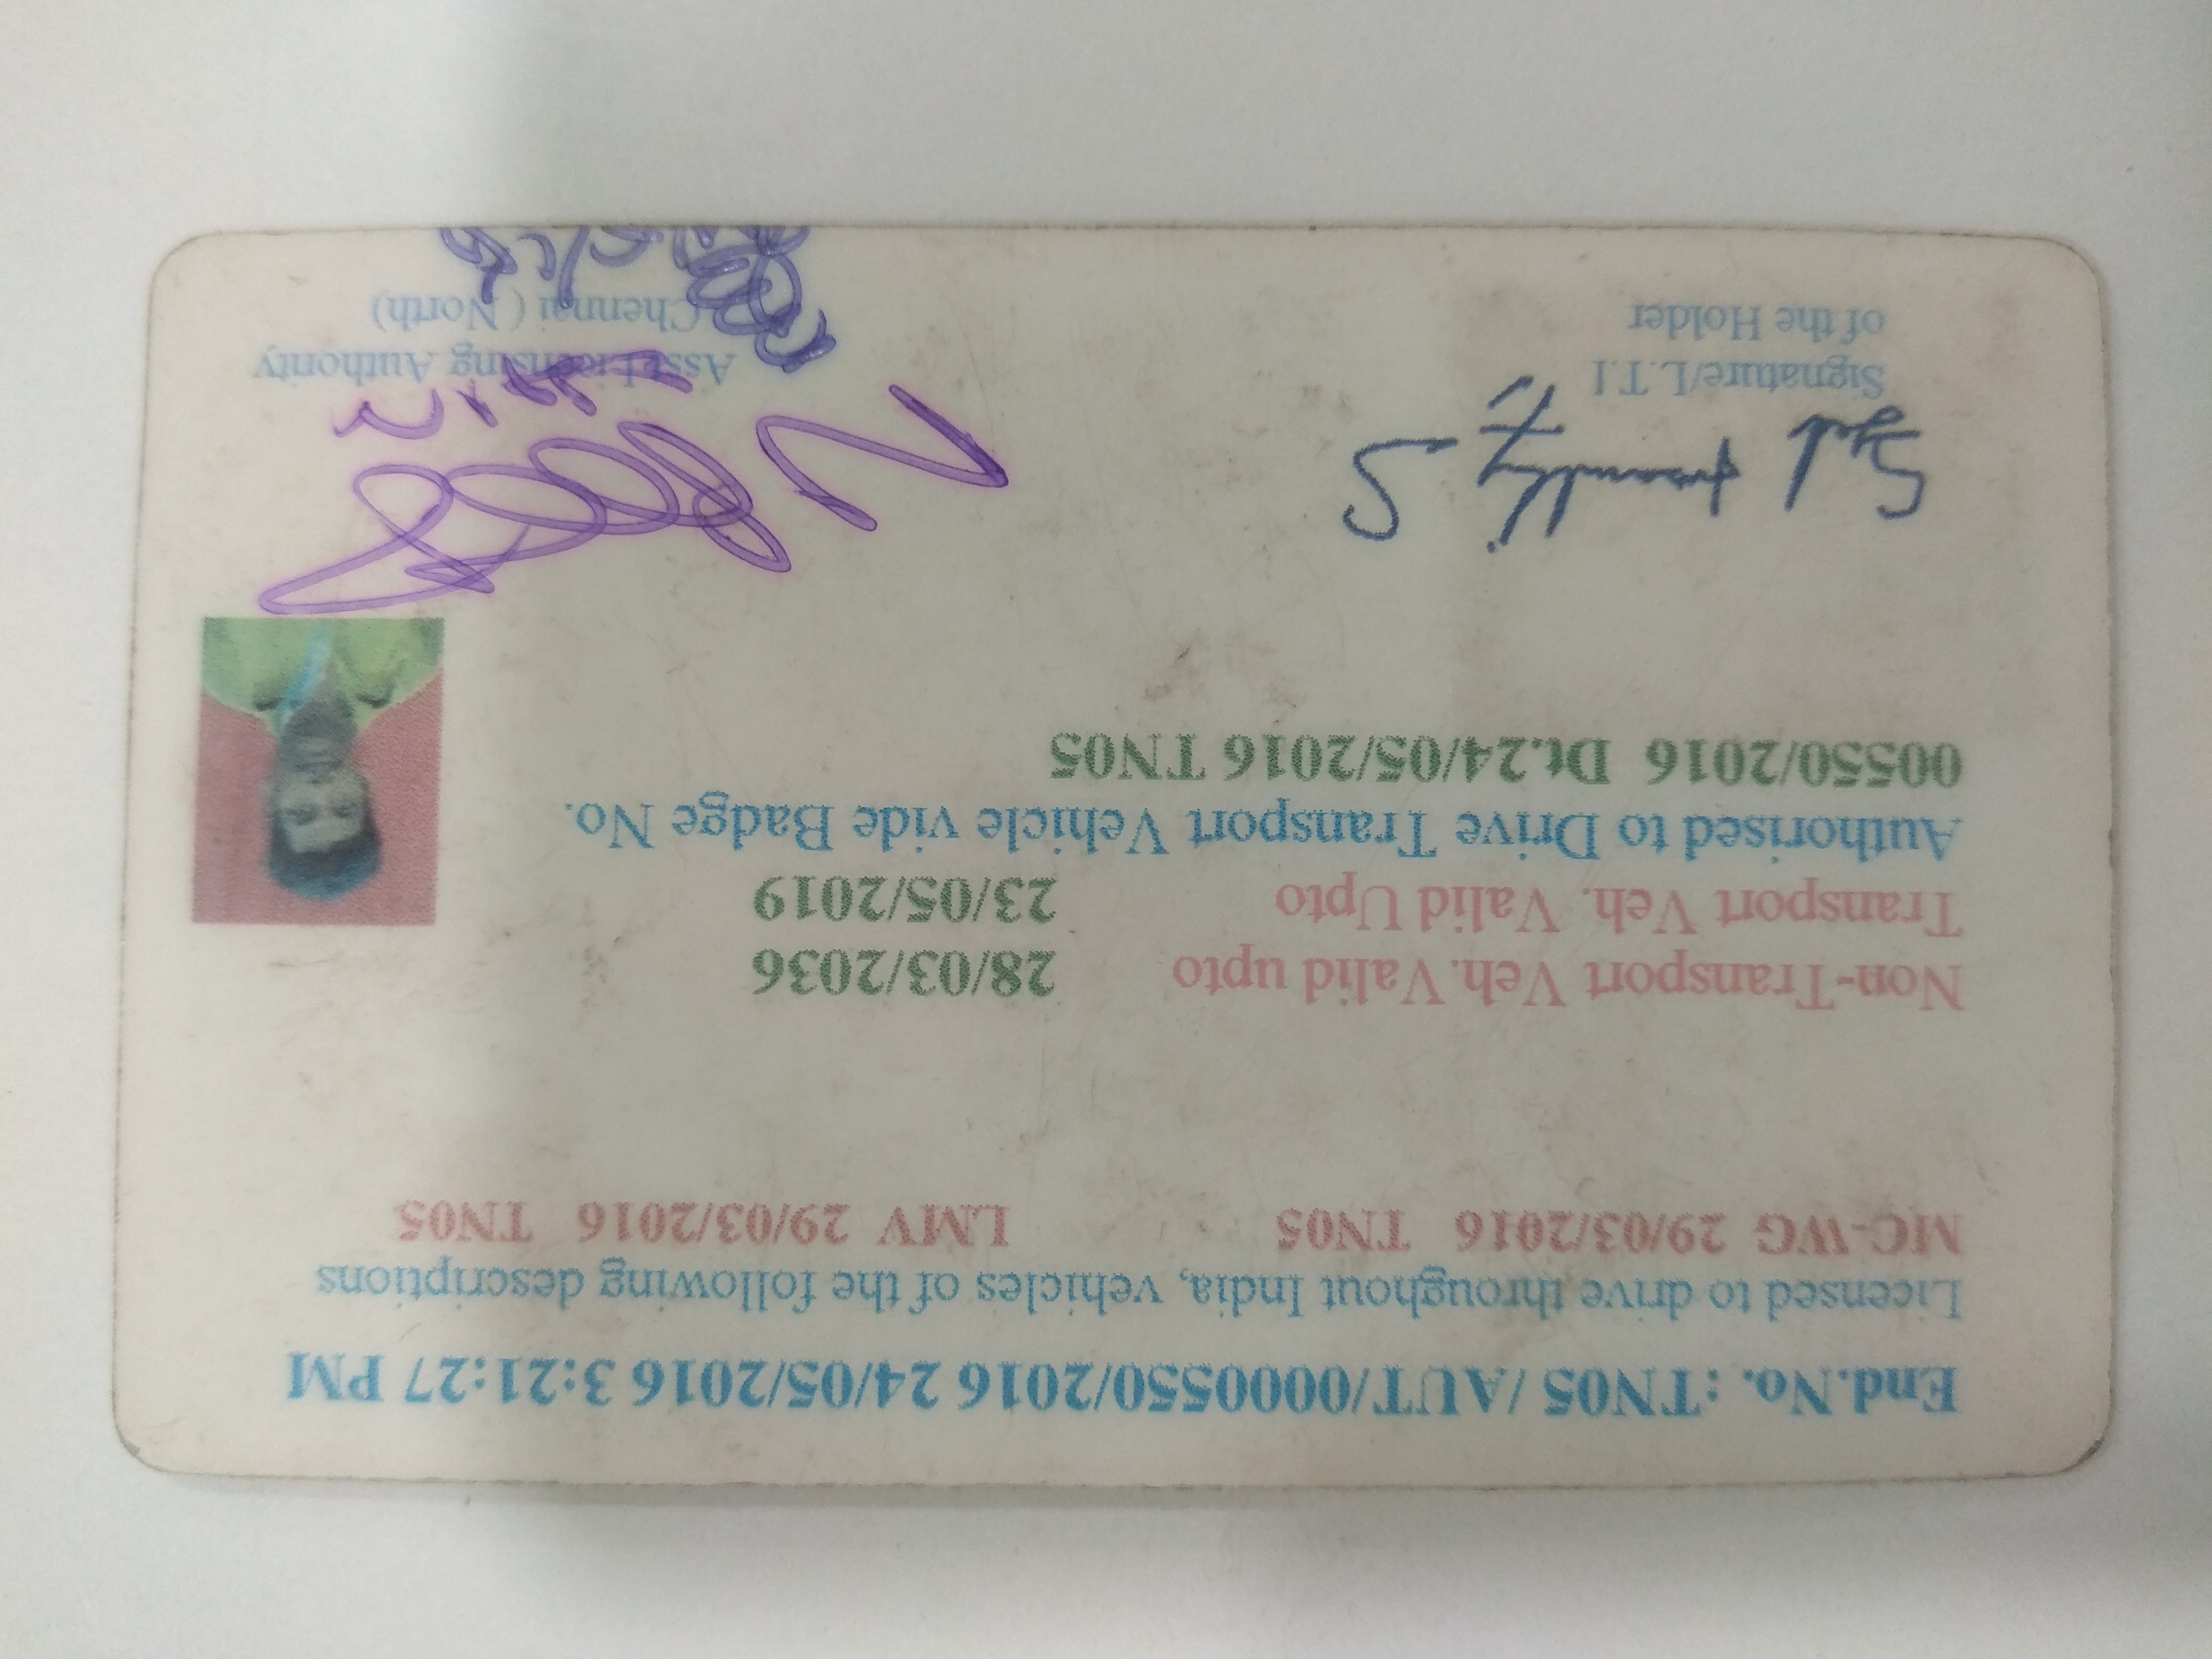 End.No. : TN05 /AUT/0000550/2016 24/05/2016 3:21:27 PM
Licensed to drive throughout India, vehicles of the following descriptions
MC-WG 29/03/2016 TN05 LMV 29/03/2016 TN05
Non-Transport Veh. Valid upto 28/03/2036
Transport Veh. Valid Upto 23/05/2019
Authorised to Drive Transport Vehicle vide Badge No.
00550/2016 Dt.24/05/2016 TN05
Signature/L.T.I
of the Holder
Licensing Authority
Chennai (North)